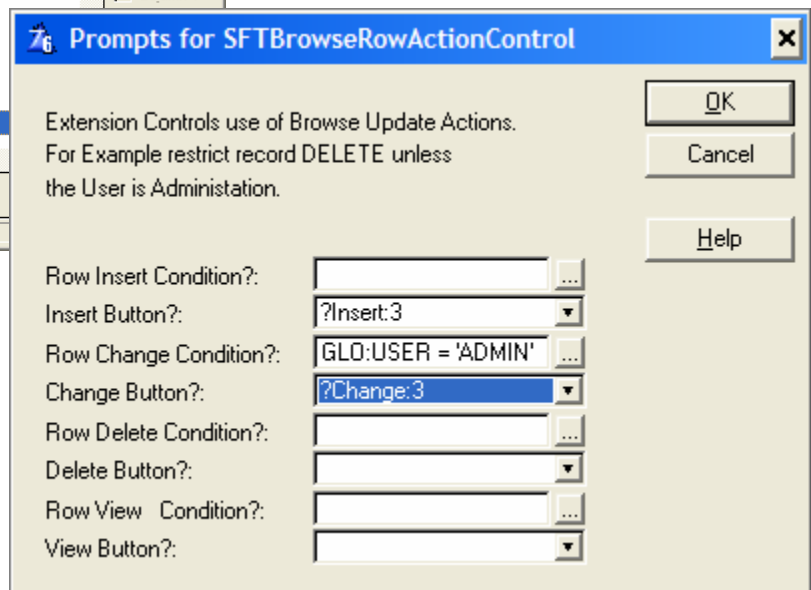 Prompts for SFTBrowseRowActionControl
OK
Extension Controls use of Browse Update Actions.
For Example restrict record DELETE unless
the User is Administation.
Cancel
Help
Row Insert Condition?: ...
Insert Button?: ?Insert:3
Row Change Condition?: GLO:USER = 'ADMIN' ...
Change Button?: ?Change:3
Row Delete Condition?: ...
Delete Button?:
Row View Condition?: ...
View Button?: